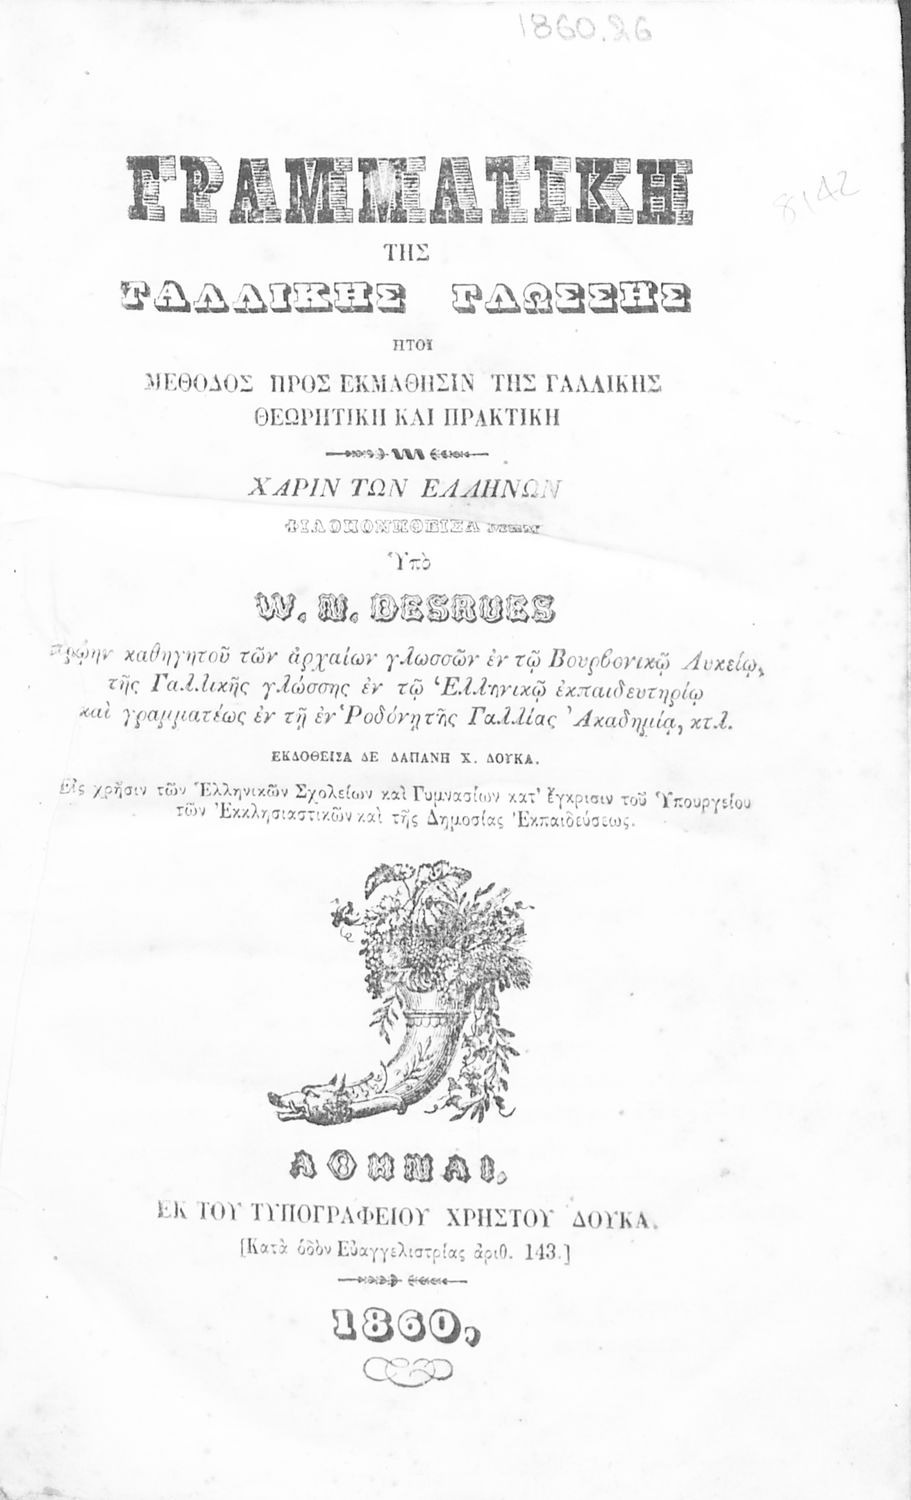 1860.26
ΓΡΑΜΜΑΤΙΚΗ
8142
ΤΗΣ
ΓΑΛΛΙΚΗΣ ΓΛΩΣΣΗΣ
ΗΤΟΙ
ΜΕΘΟΔΟΣ ΠΡΟΣ ΕΚΜΑΘΗΣΙΝ ΤΗΣ ΓΑΛΛΙΚΗΣ
ΘΕΩΡΗΤΙΚΗ ΚΑΙ ΠΡΑΚΤΙΚΗ
ΧΑΡΙΝ ΤΩΝ ΕΛΛΗΝΩΝ
ΦΙΛΟΠΟΝΗΘΕΙΣΑ
Ὑπὸ
W. N. DESRUES
πρώην καθηγητοῦ τῶν ἀρχαίων γλωσσῶν ἐν τῷ Βουρβονικῷ Λυκείῳ,
τῆς Γαλλικῆς γλώσσης ἐν τῷ Ἑλληνικῷ ἐκπαιδευτηρίῳ
καὶ γραμματέως ἐν τῇ ἐν Ῥοδόνῃ τῆς Γαλλίας Ἀκαδημίᾳ, κτλ.
ΕΚΔΟΘΕΙΣΑ ΔΕ ΔΑΠΑΝΗ Χ. ΔΟΥΚΑ.
Εἰς χρῆσιν τῶν Ἑλληνικῶν Σχολείων καὶ Γυμνασίων κατ' ἔγκρισιν τοῦ Ὑπουργείου
τῶν Ἐκκλησιαστικῶν καὶ τῆς Δημοσίας Ἐκπαιδεύσεως.
ΑΘΗΝΑΙ,
ΕΚ ΤΟΥ ΤΥΠΟΓΡΑΦΕΙΟΥ ΧΡΗΣΤΟΥ ΔΟΥΚΑ.
[Κατὰ ὁδὸν Εὐαγγελιστρίας ἀριθ. 143.]
1860,